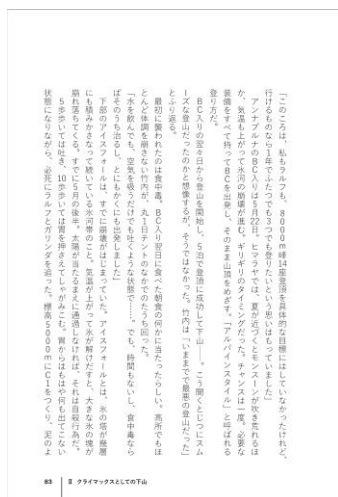 「このころは、私もラルフも、8000m峰14座登頂を具体的な目標にはしていなかったけれど、
行けるものなら1年でふたつでも3つでも登りたいという思いはもっていました」
アンナプルナのBC入りは5月22日。ヒマラヤでは、夏が近づくとモンスーンが吹き荒れるほ
か、気温も上がって氷河の崩壊が進む。ギリギリのタイミングだった。チャンスは一度。必要な
装備をすべて持ってBCを出発し、そのまま山頂をめざす。「アルパインスタイル」と呼ばれる
登り方だ。
BC入りの翌々日から登山を開始し、5泊で登頂に成功して下山――。こう聞くとじつにスム
ーズな登山だったのかと想像するが、そうではなかった。竹内は「いままでで最悪の登山だった」
とふり返る。
最初に襲われたのは食中毒。BC入り翌日に食べた朝食の何かに当たったらしい。高所でもほ
とんど体調を崩さない竹内が、丸1日テントのなかでのたうち回った。
「水を飲んでも、空気を吸うだけでも吐くような状態で……。でも、時間もないし、食中毒なら
ばそのうち治るし、とにもかくにも出発しました」
下部のアイスフォールは、すでに崩壊がはじまっていた。アイスフォールとは、氷の塔が幾層
にも積みかさなって続いている氷河帯のこと。気温が上がって氷が解けだすと、大きな氷の塊が
崩れ落ちてくる。すでに5月の後半。太陽が当たるまえに通過しなければ、それは自殺行為だ。
5歩歩いては吐き、10歩歩いては胃を押さえてしゃがみこむ。胃からはもはや何も出てこない
状態になりながら、必死にラルフとガリンダを追った。標高5000mにC1をつくり、泥のよ
83 Ⅱ クライマックスとしての下山